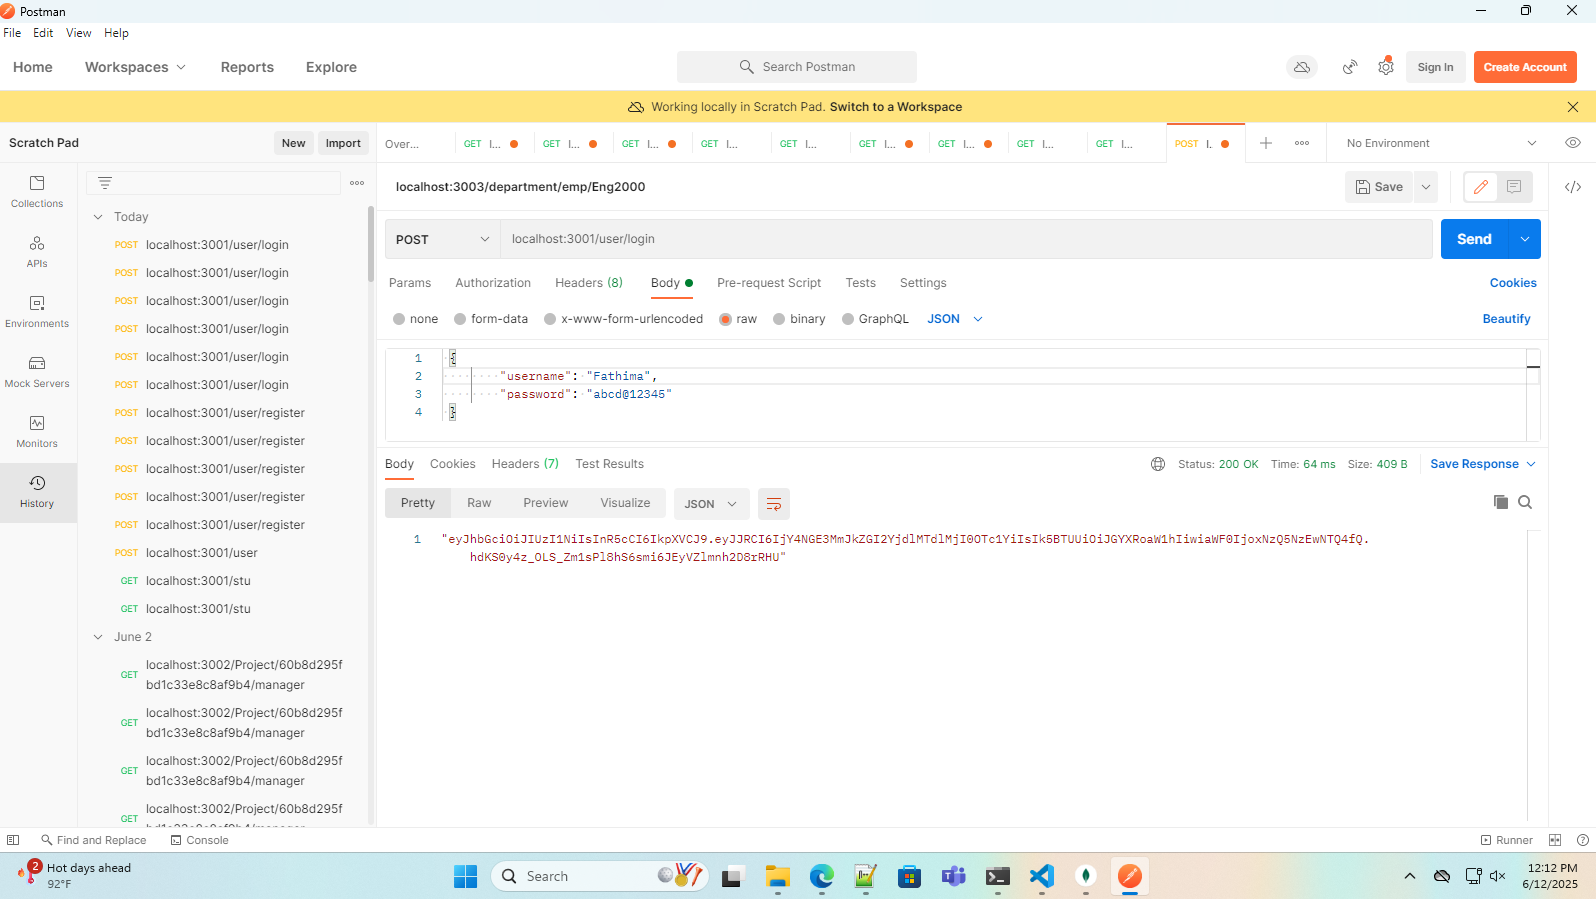 Postman
File Edit View Help
Home Workspaces Reports Explore Search Postman Sign In Create Account
Working locally in Scratch Pad. Switch to a Workspace
Scratch Pad New Import Over... GET l... GET l... GET l... GET l... GET l... GET l... GET l... GET l... GET l... POST l. No Environment
localhost:3003/department/emp/Eng2000 Save
Collections
APIs
Environments
Mock Servers
Monitors
History
Today
POST localhost:3001/user/login
POST localhost:3001/user/login
POST localhost:3001/user/login
POST localhost:3001/user/login
POST localhost:3001/user/login
POST localhost:3001/user/login
POST localhost:3001/user/register
POST localhost:3001/user/register
POST localhost:3001/user/register
POST localhost:3001/user/register
POST localhost:3001/user/register
POST localhost:3001/user
GET localhost:3001/stu
GET localhost:3001/stu
June 2
GET localhost:3002/Project/60b8d295f
bd1c33e8c8af9b4/manager
GET localhost:3002/Project/60b8d295f
bd1c33e8c8af9b4/manager
GET localhost:3002/Project/60b8d295f
bd1c33e8c8af9b4/manager
GET localhost:3002/Project/60b8d295f
POST localhost:3001/user/login Send
Params Authorization Headers (8) Body Pre-request Script Tests Settings Cookies
none form-data x-www-form-urlencoded raw binary GraphQL JSON Beautify
1 {
2 "username": "Fathima",
3 "password": "abcd@12345"
4 }
Body Cookies Headers (7) Test Results Status: 200 OK Time: 64 ms Size: 409 B Save Response
Pretty Raw Preview Visualize JSON
1 "eyJhbGciOiJIUzI1NiIsInR5cCI6IkpXVCJ9.eyJJRCI6IjY4NGE3MmJkZGI2YjdlMTdlMjI0OTc1YiIsIk5BTUUiOiJGYXRoaW1hIiwiaWF0IjoxNzQ5NzEwNTQ4fQ.
hdKS0y4z_OLS_Zm1sPl8hS6smi6JEyVZlmnh2D8rRHU"
Find and Replace Console Runner
2 Hot days ahead
92°F
Search
12:12 PM
6/12/2025